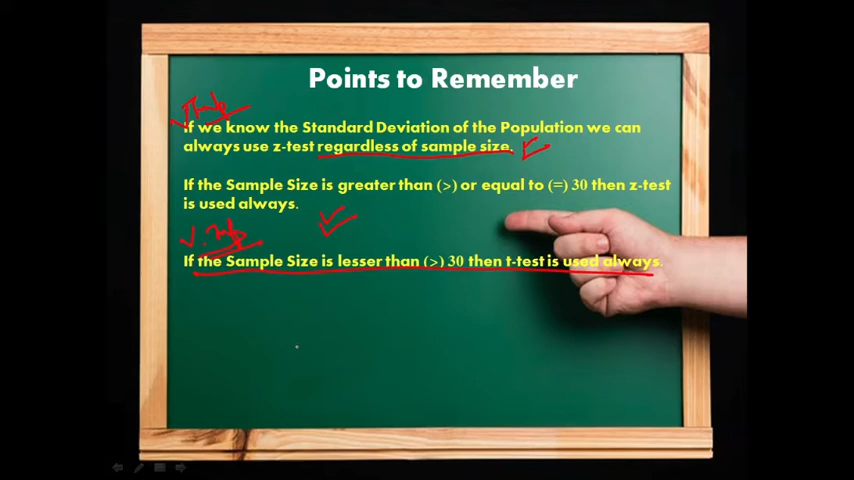 Points to Remember
V. Imp
If we know the Standard Deviation of the Population we can
always use z-test regardless of sample size.
If the Sample Size is greater than (>) or equal to (=) 30 then z-test
is used always.
V. Imp
If the Sample Size is lesser than (>) 30 then t-test is used always.